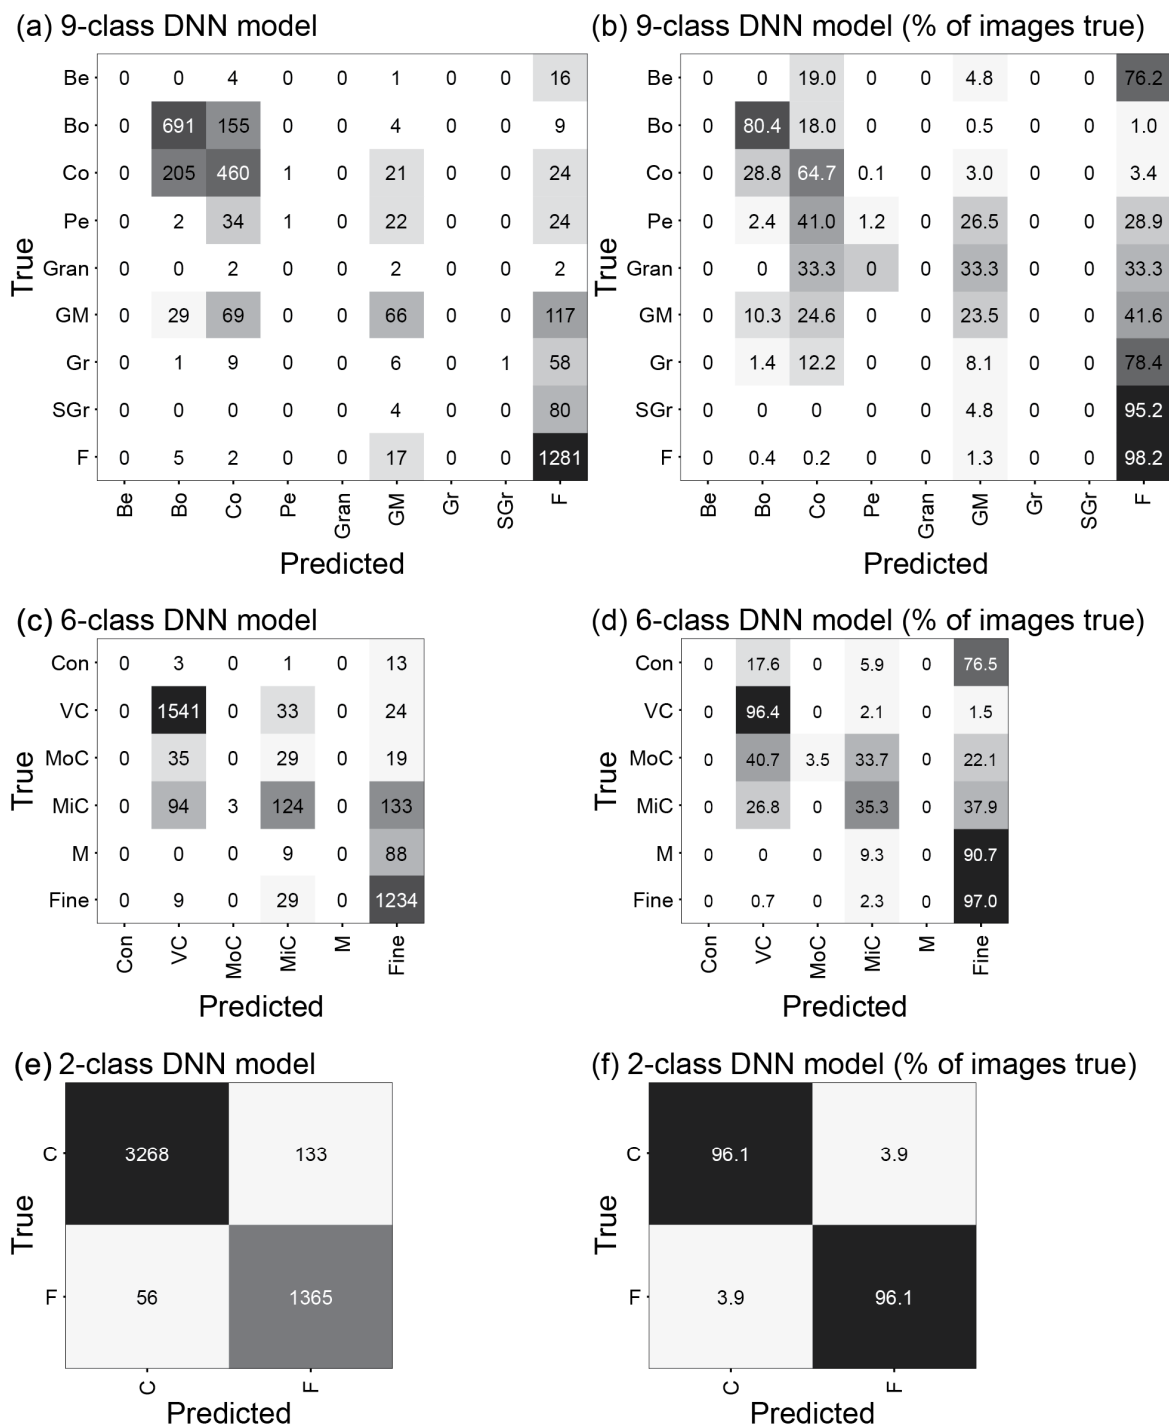 (a) 9-class DNN model
(b) 9-class DNN model (% of images true)
True
Be 0 0 4 1 0 0 16
Bo 0 691 155 0 0 4 0 0 9
Co 0 205 460 1 0 21 0 0 24
Pe 0 2 34 1 0 22 0 0 24
Gran 0 0 2 0 0 2 0 0 2
GM 0 29 69 0 0 66 0 0 117
Gr 0 1 9 0 0 6 0 1 58
SGr 0 0 0 0 0 4 0 0 80
F 0 5 2 0 0 17 0 0 1281
Be Bo Co Pe Gran GM Gr SGr F
Predicted
True
Be 0 0 19.0 0 0 4.8 0 0 76.2
Bo 0 80.4 18.0 0 0 0.5 0 0 1.0
Co 0 28.8 64.7 0.1 0 3.0 0 0 3.4
Pe 0 2.4 41.0 1.2 0 26.5 0 0 28.9
Gran 0 0 33.3 0 0 33.3 0 0 33.3
GM 0 10.3 24.6 0 0 23.5 0 0 41.6
Gr 0 1.4 12.2 0 0 8.1 0 0 78.4
SGr 0 0 0 0 0 4.8 0 0 95.2
F 0 0.4 0.2 0 0 1.3 0 0 98.2
Be Bo Co Pe Gran GM Gr SGr F
Predicted
(c) 6-class DNN model
(d) 6-class DNN model (% of images true)
True
Con 0 3 0 1 0 13
VC 0 1541 0 33 0 24
MoC 0 35 0 29 0 19
MiC 0 94 3 124 0 133
M 0 0 0 9 0 88
Fine 0 9 0 29 0 1234
Con VC MoC MiC M Fine
Predicted
True
Con 0 17.6 0 5.9 0 76.5
VC 0 96.4 0 2.1 0 1.5
MoC 0 40.7 3.5 33.7 0 22.1
MiC 0 26.8 0 35.3 0 37.9
M 0 0 0 9.3 0 90.7
Fine 0 0.7 0 2.3 0 97.0
Con VC MoC MiC M Fine
Predicted
(e) 2-class DNN model
(f) 2-class DNN model (% of images true)
True
C 3268 133
F 56 1365
C F
Predicted
True
C 96.1 3.9
F 3.9 96.1
C F
Predicted